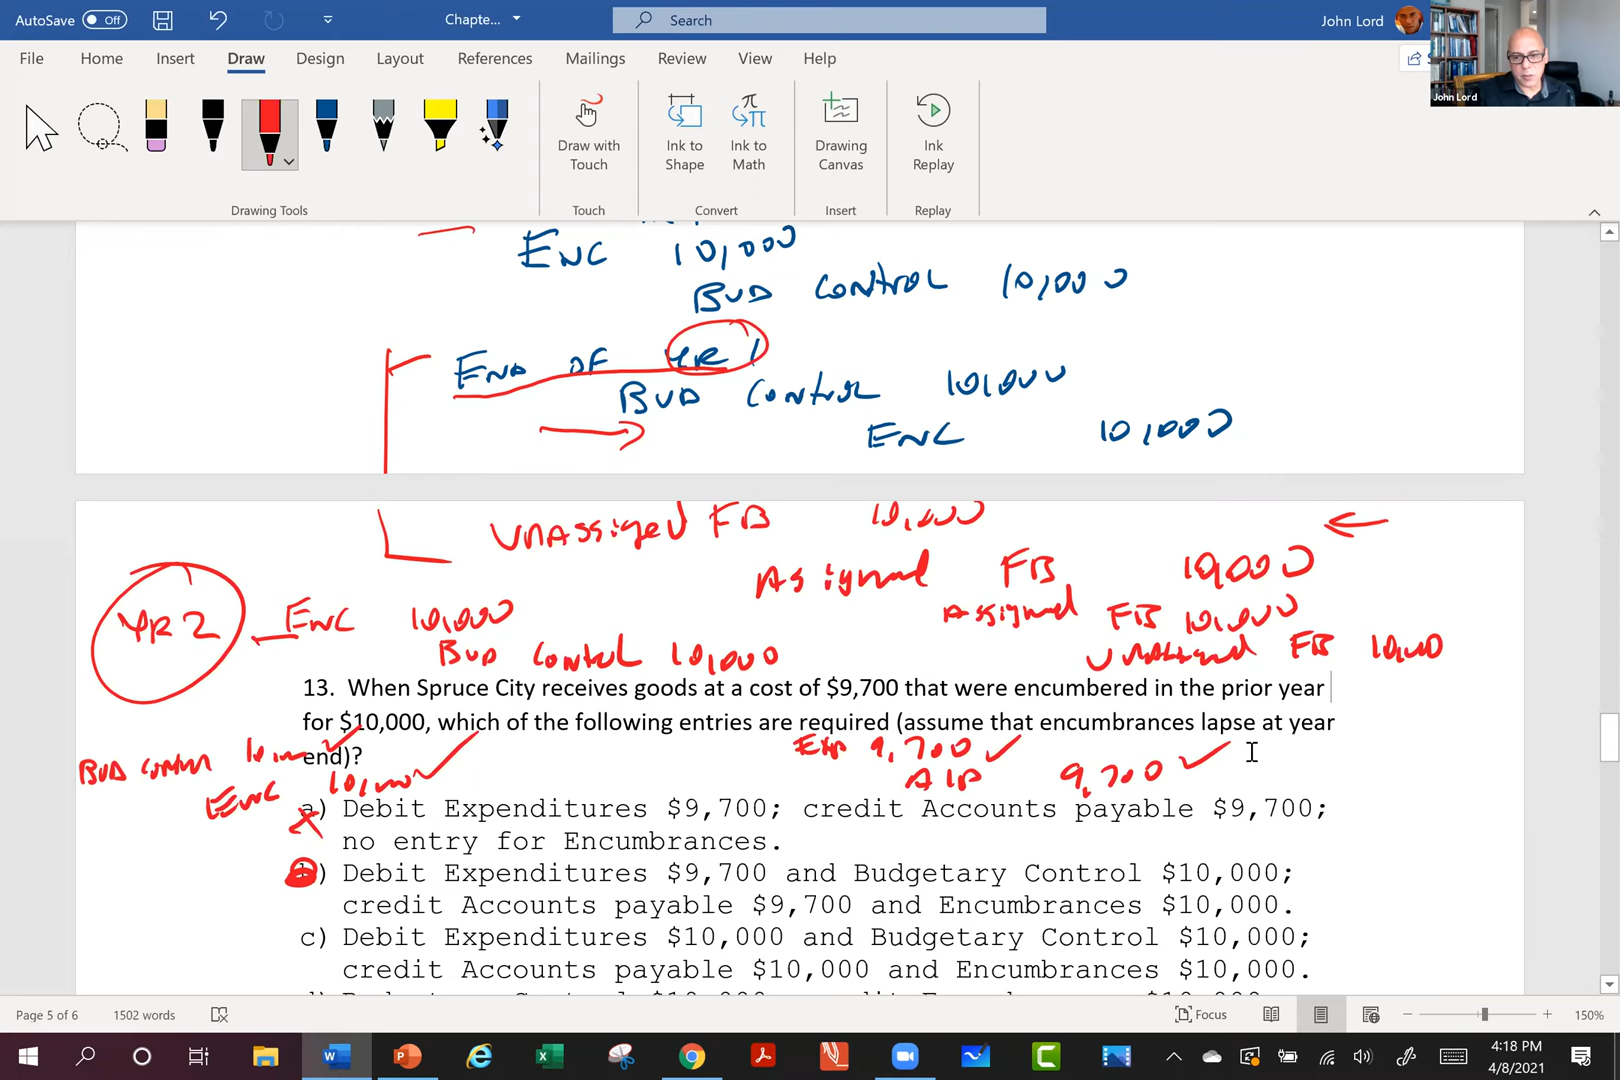 AutoSave Off Chapte... Search John Lord
File Home Insert Draw Design Layout References Mailings Review View Help
John Lord
Draw with Touch
Ink to Shape
Ink to Math
Drawing Canvas
Ink Replay
Drawing Tools Touch Convert Insert Replay
ENC 10,000
BUD CONTROL 10,000
END OF YR 1
BUD CONTROL 10,000
ENC 10,000
UNASSigned FB 10,000
Assigned FB 10,000
Assigned FB 10,000
YR 2 ENC 10,000
BUD CONTROL 10,000 UNASSigned FB 10,000
13. When Spruce City receives goods at a cost of $9,700 that were encumbered in the prior year
for $10,000, which of the following entries are required (assume that encumbrances lapse at year
end)?
BUD CONTROL 10,000
ENC 10,000
EXP 9,700
A/P 9,700
a) Debit Expenditures $9,700; credit Accounts payable $9,700;
no entry for Encumbrances.
b) Debit Expenditures $9,700 and Budgetary Control $10,000;
credit Accounts payable $9,700 and Encumbrances $10,000.
c) Debit Expenditures $10,000 and Budgetary Control $10,000;
credit Accounts payable $10,000 and Encumbrances $10,000.
Page 5 of 6 1502 words Focus 150%
4:18 PM
4/8/2021